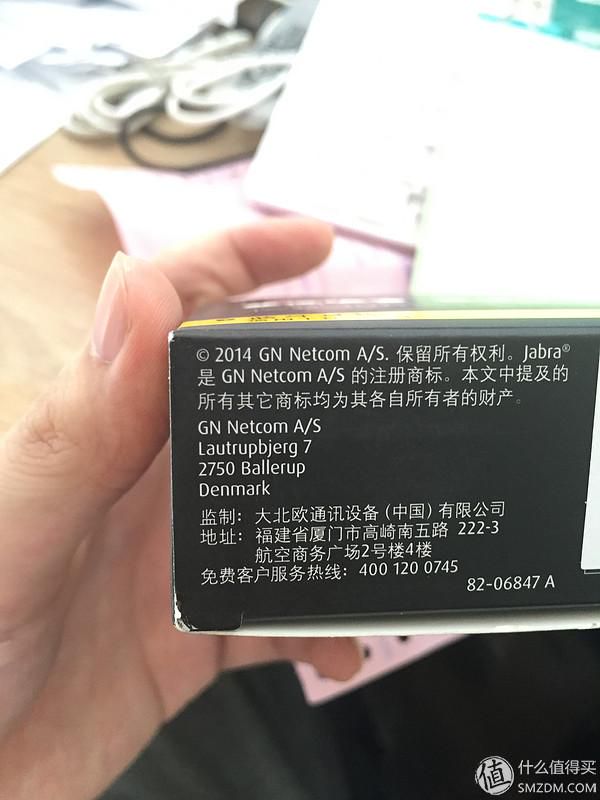 © 2014 GN Netcom A/S. 保留所有权利。Jabra®
是 GN Netcom A/S 的注册商标。本文中提及的
所有其它商标均为其各自所有者的财产。
GN Netcom A/S
Lautrupbjerg 7
2750 Ballerup
Denmark
监制：大北欧通讯设备 (中国) 有限公司
地址：福建省厦门市高崎南五路 222-3
航空商务广场2号楼4楼
免费客户服务热线：400 120 0745
82-06847 A
值 什么值得买
SMZDM.COM